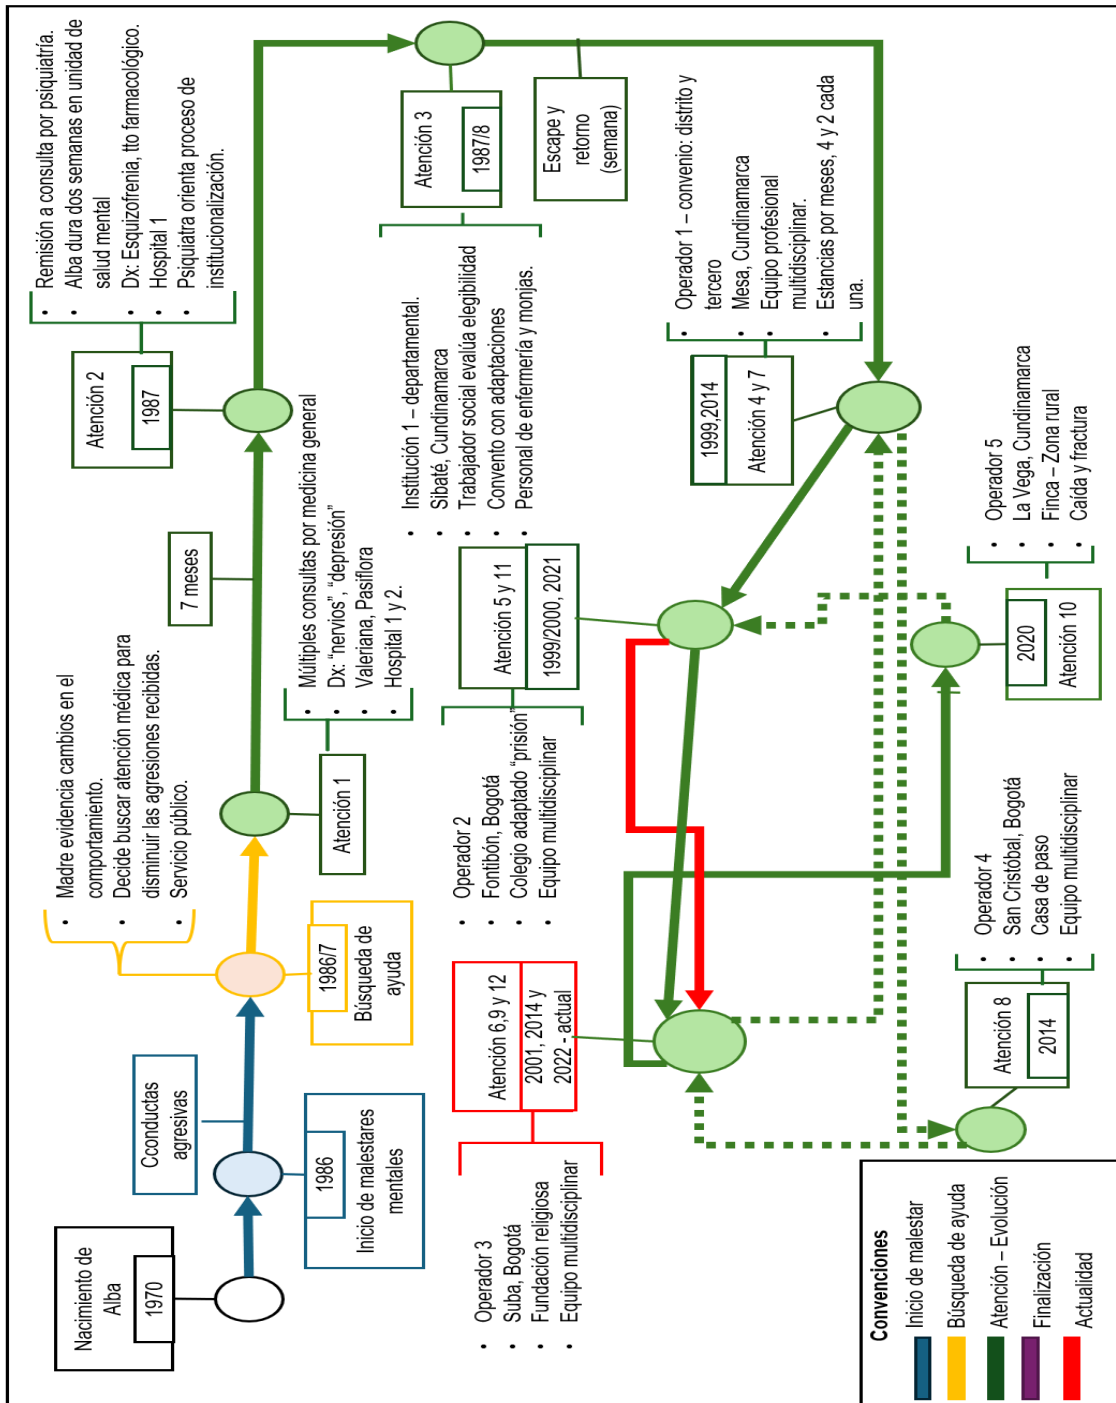 Nacimiento de
Alba
1970
Cconductas
agresivas
1986
Inicio de malestares
mentales
• Madre evidencia cambios en el
comportamiento.
• Decide buscar atención médica para
disminuir las agresiones recibidas.
• Servicio público.
1986/7
Búsqueda de
ayuda
7 meses
Atención 1
• Múltiples consultas por medicina general
• Dx: “nervios”, “depresión”
• Valeriana, Pasiflora
• Hospital 1 y 2.
• Remisión a consulta por psiquiatría.
• Alba dura dos semanas en unidad de
salud mental
• Dx: Esquizofrenia, tto farmacológico.
• Hospital 1
• Psiquiatra orienta proceso de
institucionalización.
Atención 2
1987
Atención 3
1987/8
• Institución 1 – departamental.
• Sibaté, Cundinamarca
• Trabajador social evalúa elegibilidad
• Convento con adaptaciones
• Personal de enfermería y monjas.
Escape y
retorno
(semana)
• Operador 1 – convenio: distrito y
tercero
• Mesa, Cundinamarca
• Equipo profesional
multidisciplinar.
• Estancias por meses, 4 y 2 cada
una.
1999,2014
Atención 4 y 7
Atención 5 y 11
1999/2000, 2021
• Operador 2
• Fontibón, Bogotá
• Colegio adaptado “prisión”
• Equipo multidisciplinar
Atención 6,9 y 12
2001, 2014 y
2022 - actual
• Operador 3
• Suba, Bogotá
• Fundación religiosa
• Equipo multidisciplinar
• Operador 4
• San Cristóbal, Bogotá
• Casa de paso
• Equipo multidisciplinar
Atención 8
2014
• Operador 5
• La Vega, Cundinamarca
• Finca – Zona rural
• Caída y fractura
2020
Atención 10
Convenciones
Inicio de malestar
Búsqueda de ayuda
Atención – Evolución
Finalización
Actualidad